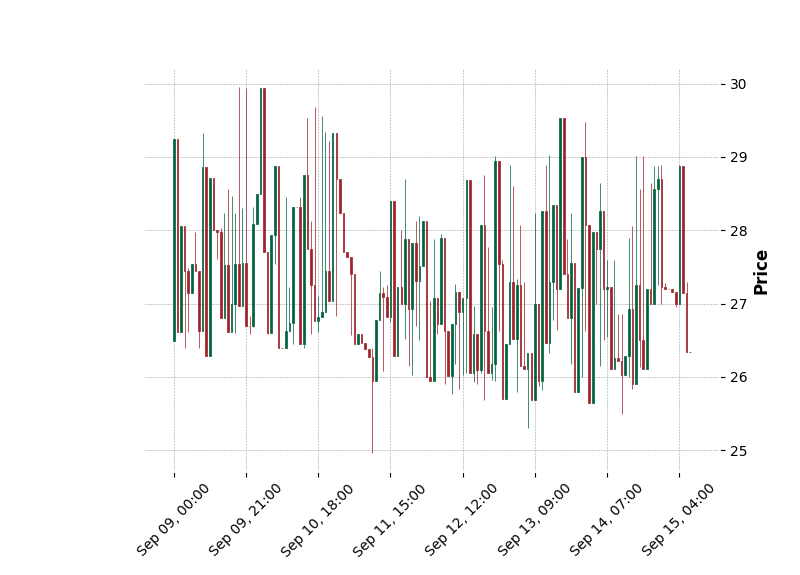 30
29
28
27
26
25
Price
Sep 09, 00:00
Sep 09, 21:00
Sep 10, 18:00
Sep 11, 15:00
Sep 12, 12:00
Sep 13, 09:00
Sep 14, 07:00
Sep 15, 04:00